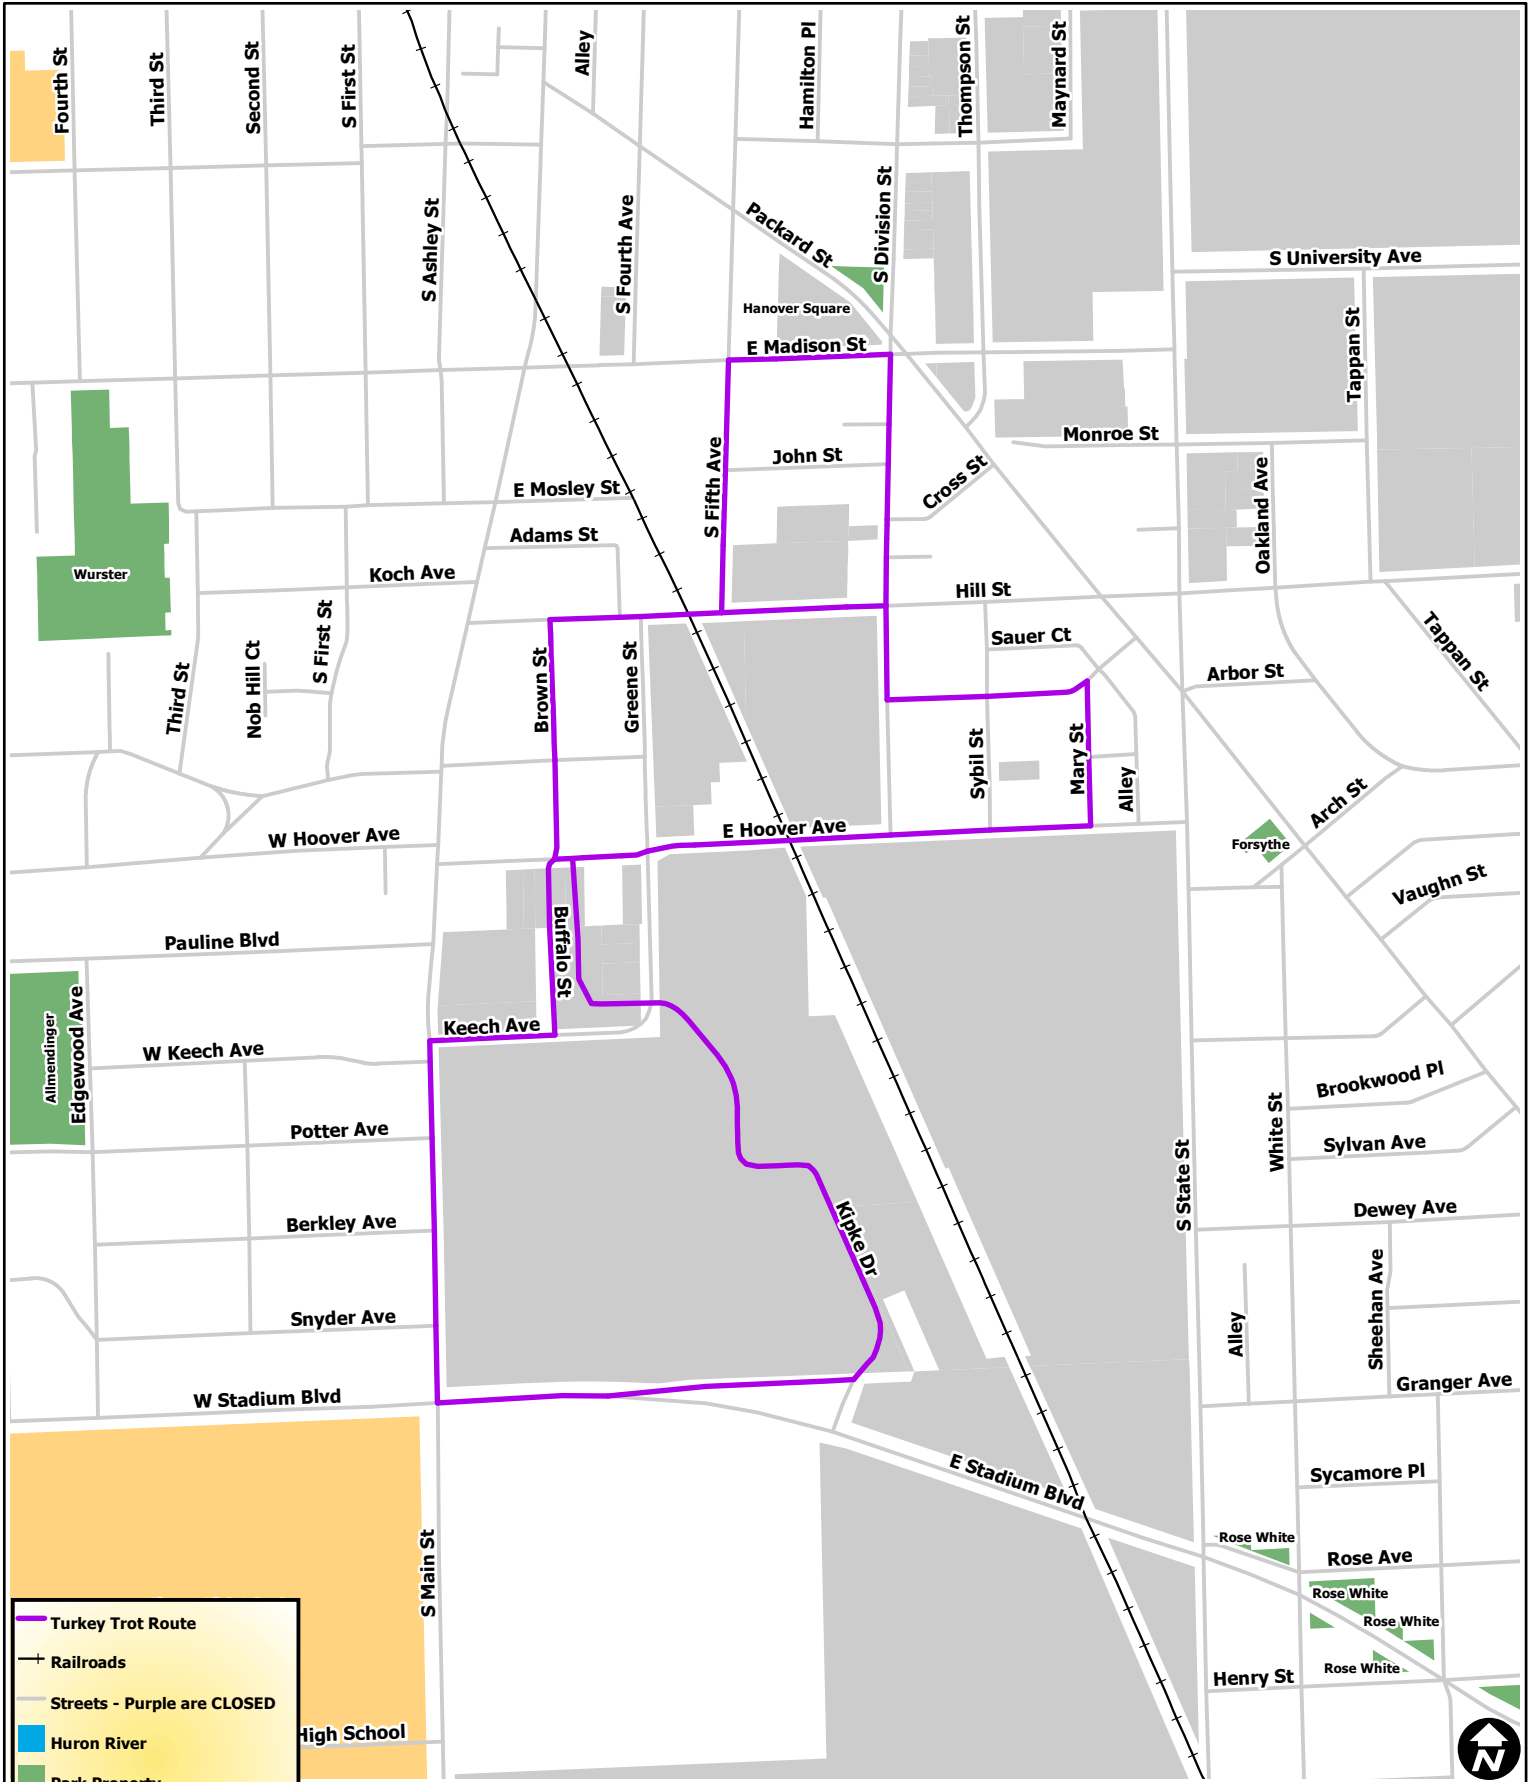 Fourth St
Third St
Second St
S First St
Alley
Hamilton Pl
Thompson St
Maynard St
S Ashley St
S Fourth Ave
Packard St
S Division St
S University Ave
Hanover Square
E Madison St
Tappan St
Monroe St
John St
S Fifth Ave
Cross St
Oakland Ave
E Mosley St
Adams St
Wurster
Koch Ave
Hill St
S First St
Nob Hill Ct
Third St
Brown St
Greene St
Sauer Ct
Arbor St
Tappan St
Sybil St
Mary St
Alley
Arch St
W Hoover Ave
E Hoover Ave
Forsythe
Vaughn St
Pauline Blvd
Buffalo St
Allmendinger
Edgewood Ave
Keech Ave
W Keech Ave
Brookwood Pl
White St
Potter Ave
Sylvan Ave
S State St
Berkley Ave
Kipke Dr
Dewey Ave
Sheehan Ave
Snyder Ave
Alley
W Stadium Blvd
Granger Ave
E Stadium Blvd
Sycamore Pl
S Main St
Rose White
Rose Ave
Rose White
Rose White
Rose White
Henry St
High School
Turkey Trot Route
Railroads
Streets - Purple are CLOSED
Huron River
Park Property
N